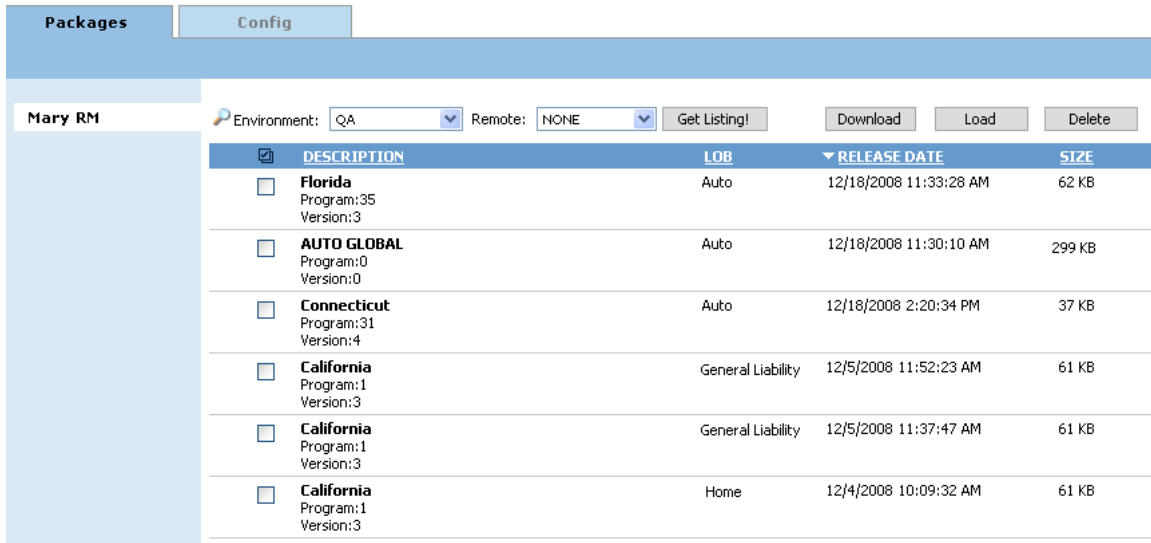 Packages Config
Mary RM
Environment: QA Remote: NONE Get Listing! Download Load Delete
DESCRIPTION LOB RELEASE DATE SIZE
Florida Auto 12/18/2008 11:33:28 AM 62 KB
Program:35
Version:3
AUTO GLOBAL Auto 12/18/2008 11:30:10 AM 299 KB
Program:0
Version:0
Connecticut Auto 12/18/2008 2:20:34 PM 37 KB
Program:31
Version:4
California General Liability 12/5/2008 11:52:23 AM 61 KB
Program:1
Version:3
California General Liability 12/5/2008 11:37:47 AM 61 KB
Program:1
Version:3
California Home 12/4/2008 10:09:32 AM 61 KB
Program:1
Version:3